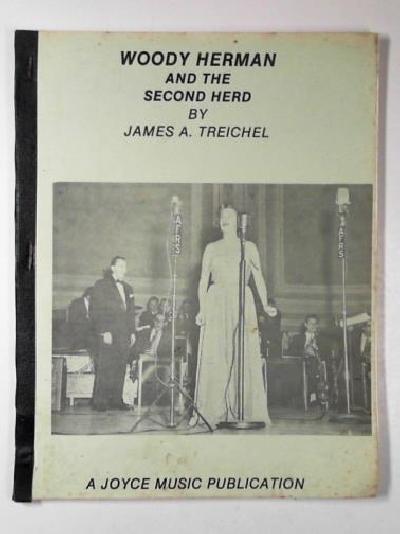 WOODY HERMAN
AND THE
SECOND HERD
BY
JAMES A. TREICHEL
AFRS
AFRS
A JOYCE MUSIC PUBLICATION